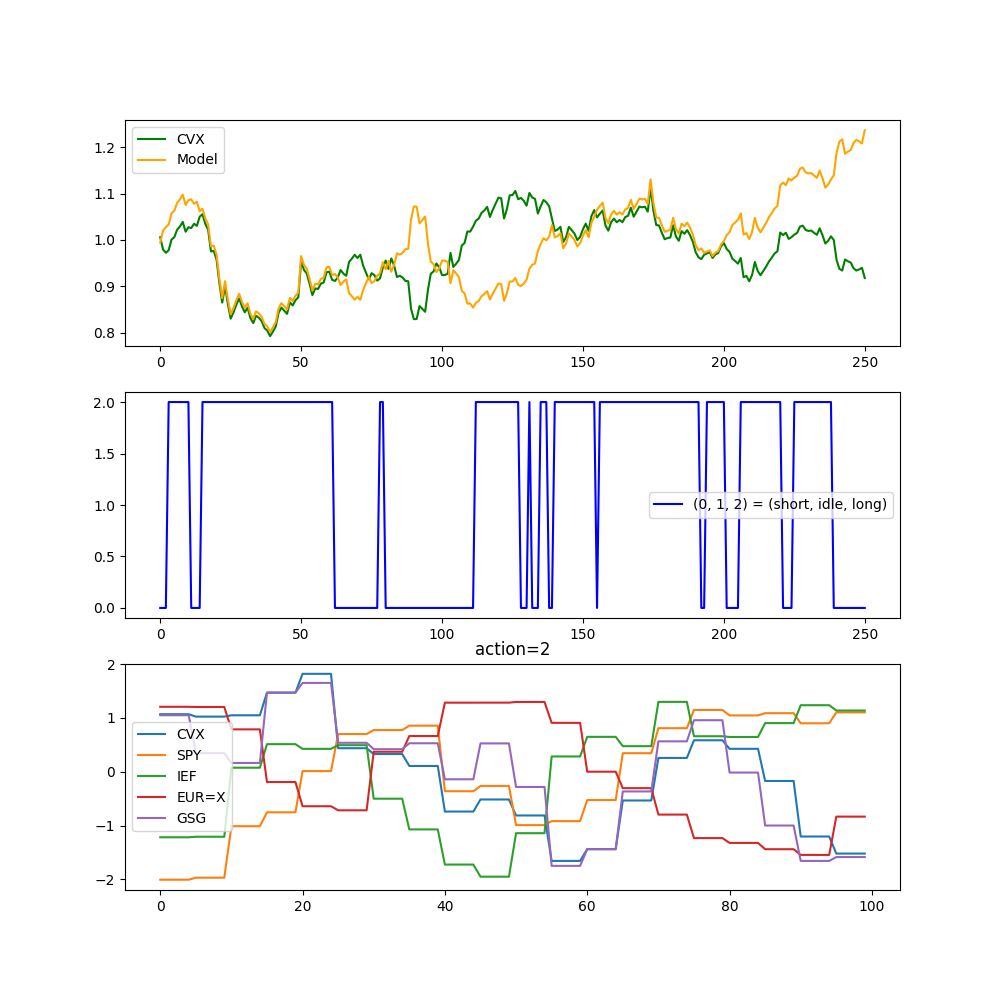 CVX
Model
1.2
1.1
1.0
0.9
0.8
0 50 100 150 200 250
2.0
1.5
1.0
0.5
0.0
(0, 1, 2) = (short, idle, long)
0 50 100 150 200 250
action=2
2
1
0
−1
−2
CVX
SPY
IEF
EUR=X
GSG
0 20 40 60 80 100